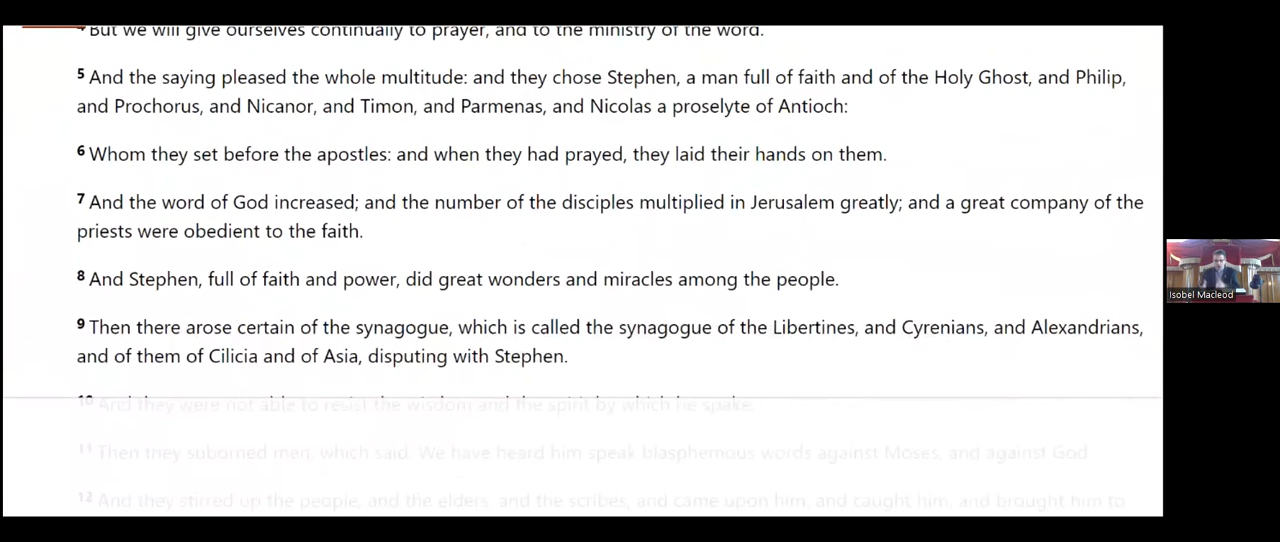 4 But we will give ourselves continually to prayer, and to the ministry of the word.
5 And the saying pleased the whole multitude: and they chose Stephen, a man full of faith and of the Holy Ghost, and Philip,
and Prochorus, and Nicanor, and Timon, and Parmenas, and Nicolas a proselyte of Antioch:
6 Whom they set before the apostles: and when they had prayed, they laid their hands on them.
7 And the word of God increased; and the number of the disciples multiplied in Jerusalem greatly; and a great company of the
priests were obedient to the faith.
8 And Stephen, full of faith and power, did great wonders and miracles among the people.
9 Then there arose certain of the synagogue, which is called the synagogue of the Libertines, and Cyrenians, and Alexandrians,
and of them of Cilicia and of Asia, disputing with Stephen.
10 And they were not able to resist the wisdom and the spirit by which he spake.
11 Then they suborned men, which said, We have heard him speak blasphemous words against Moses, and against God
12 And they stirred up the people, and the elders, and the scribes, and came upon him, and caught him, and brought him to
Isobel Macleod